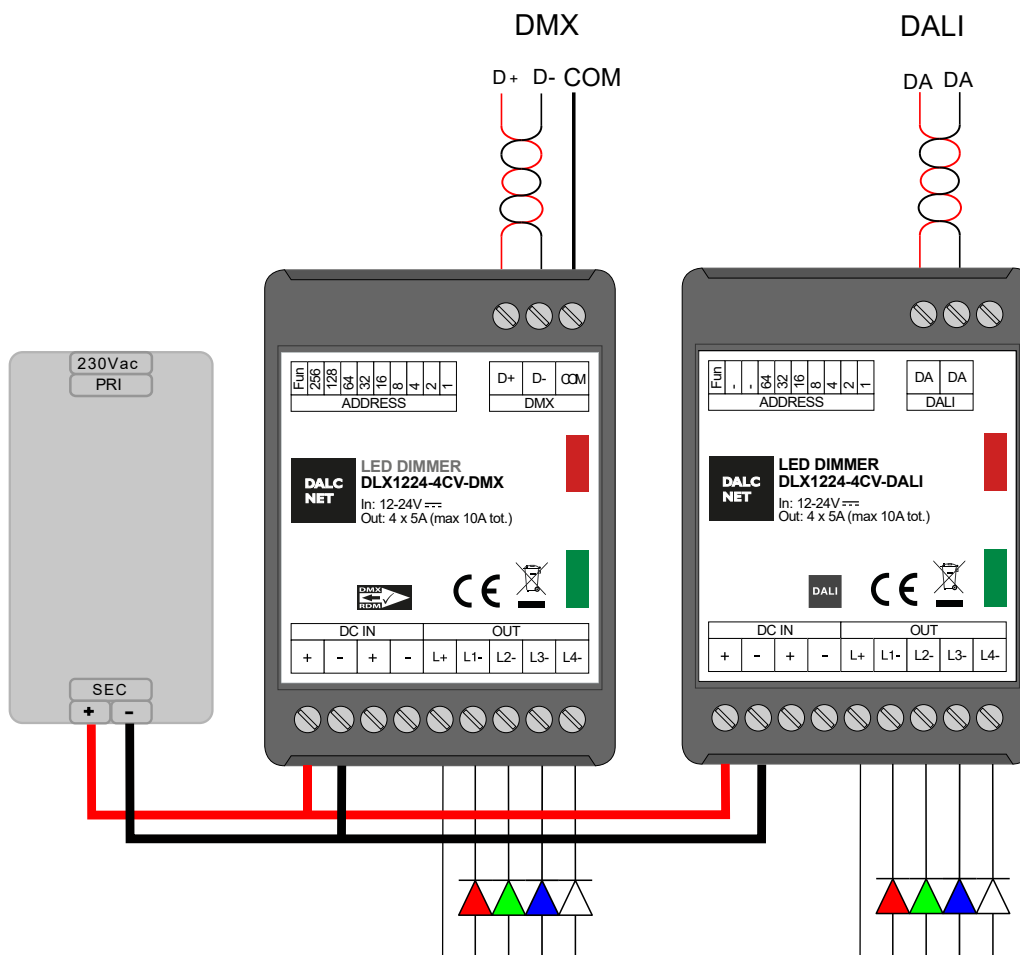 DMX
DALI
D+ D- COM
DA DA
230Vac
PRI
SEC
+ -
Fun 256 128 64 32 16 8 4 2 1
ADDRESS
D+ D- COM
DMX
DALC
NET
LED DIMMER
DLX1224-4CV-DMX
In: 12-24V
Out: 4 x 5A (max 10A tot.)
DMX
RDM
CE
DC IN OUT
+ - + - L+ L1- L2- L3- L4-
Fun - - 64 32 16 8 4 2 1
ADDRESS
DA DA
DALI
DALC
NET
LED DIMMER
DLX1224-4CV-DALI
In: 12-24V
Out: 4 x 5A (max 10A tot.)
DALI
CE
DC IN OUT
+ - + - L+ L1- L2- L3- L4-